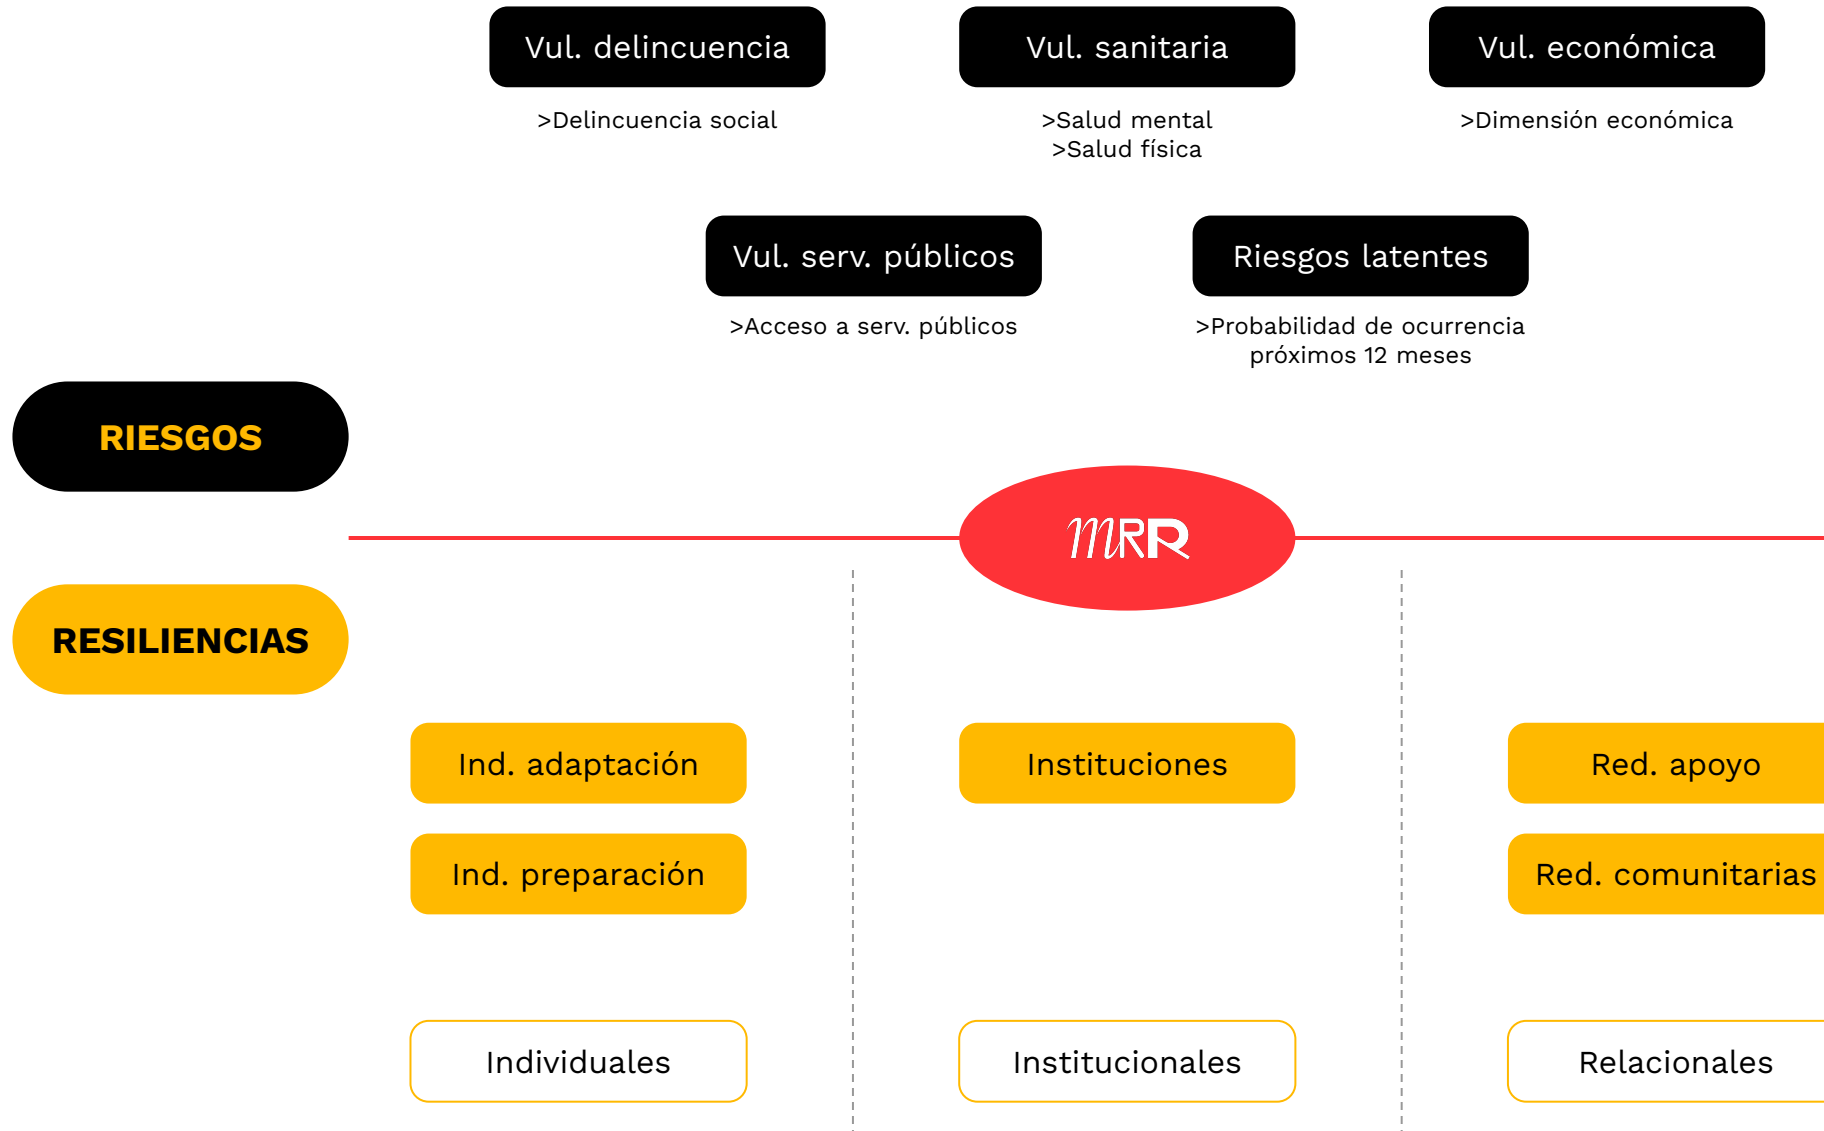 Vul. delincuencia
Vul. sanitaria
Vul. económica
>Delincuencia social
>Salud mental
>Salud física
>Dimensión económica
Vul. serv. públicos
Riesgos latentes
>Acceso a serv. públicos
>Probabilidad de ocurrencia
próximos 12 meses
RIESGOS
MRR
RESILIENCIAS
Ind. adaptación
Instituciones
Red. apoyo
Ind. preparación
Red. comunitarias
Individuales
Institucionales
Relacionales